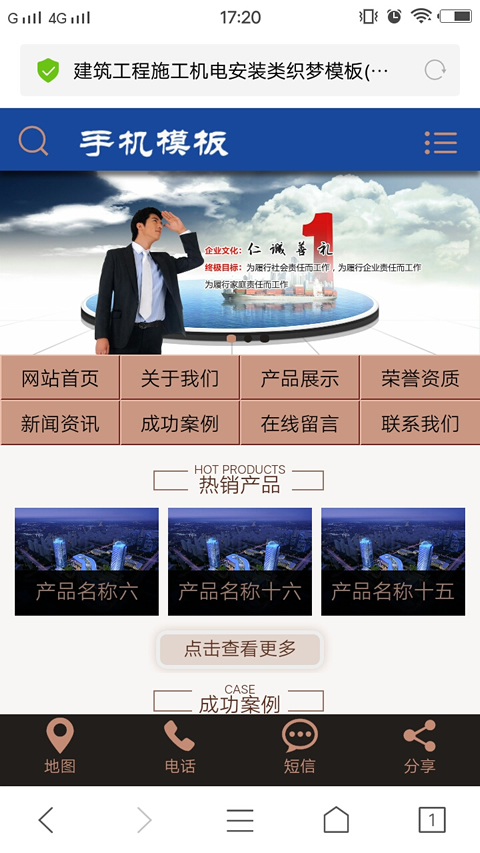 G 4G 17:20
建筑工程施工机电安装类织梦模板(…
手机模板
1
企业文化：仁 诚 善 礼
终极目标：为履行社会责任而工作，为履行企业责任而工作
为履行家庭责任而工作
网站首页 关于我们 产品展示 荣誉资质
新闻资讯 成功案例 在线留言 联系我们
HOT PRODUCTS
热销产品
产品名称六 产品名称十六 产品名称十五
点击查看更多
CASE
成功案例
地图 电话 短信 分享
1